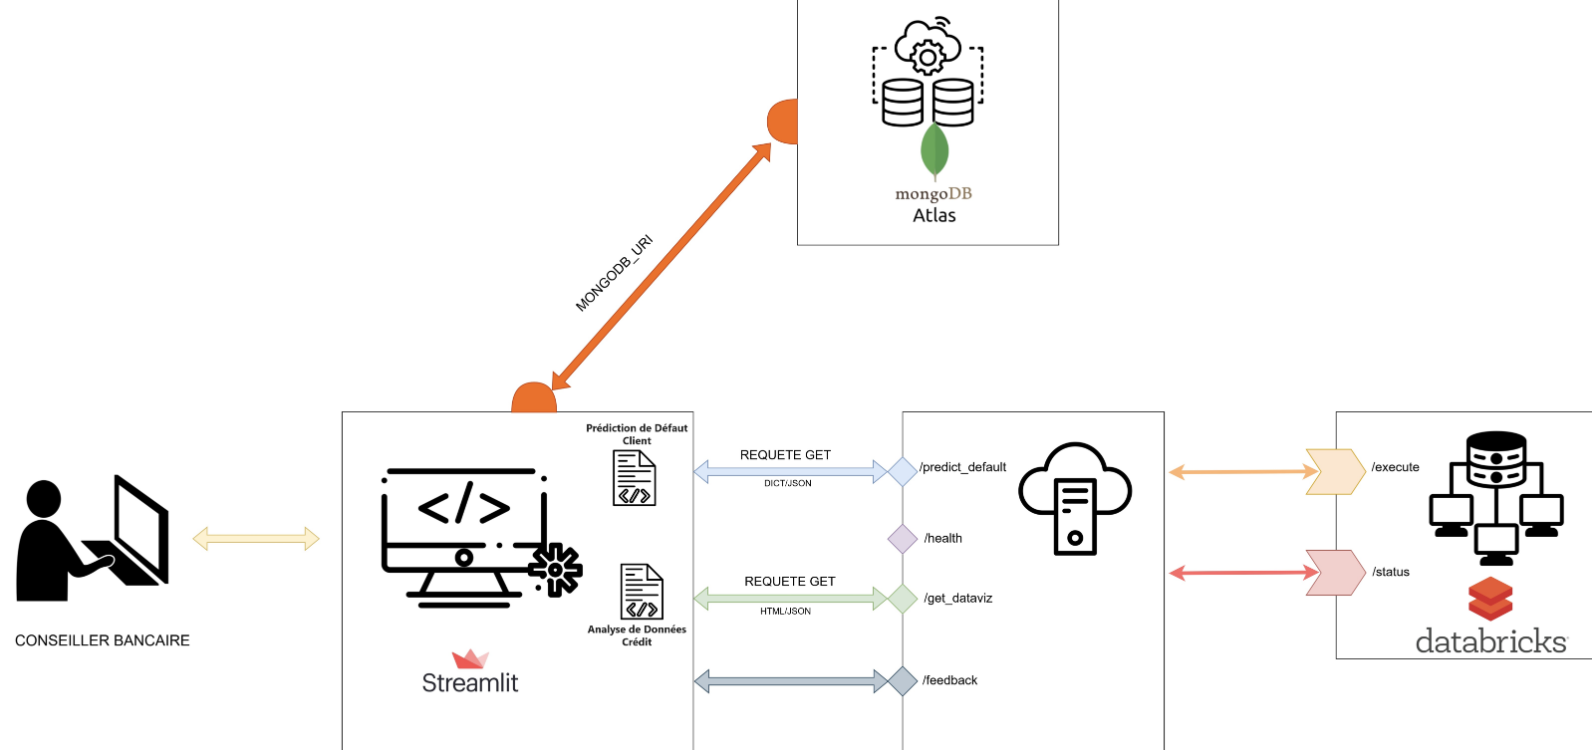 mongoDB
Atlas
MONGODB_URI
Prédiction de Défaut
Client
</>
</>
REQUETE GET
DICT/JSON
/predict_default
/execute
/health
REQUETE GET
HTML/JSON
/get_dataviz
/status
</>
Analyse de Données
Crédit
CONSEILLER BANCAIRE
Streamlit
/feedback
databricks